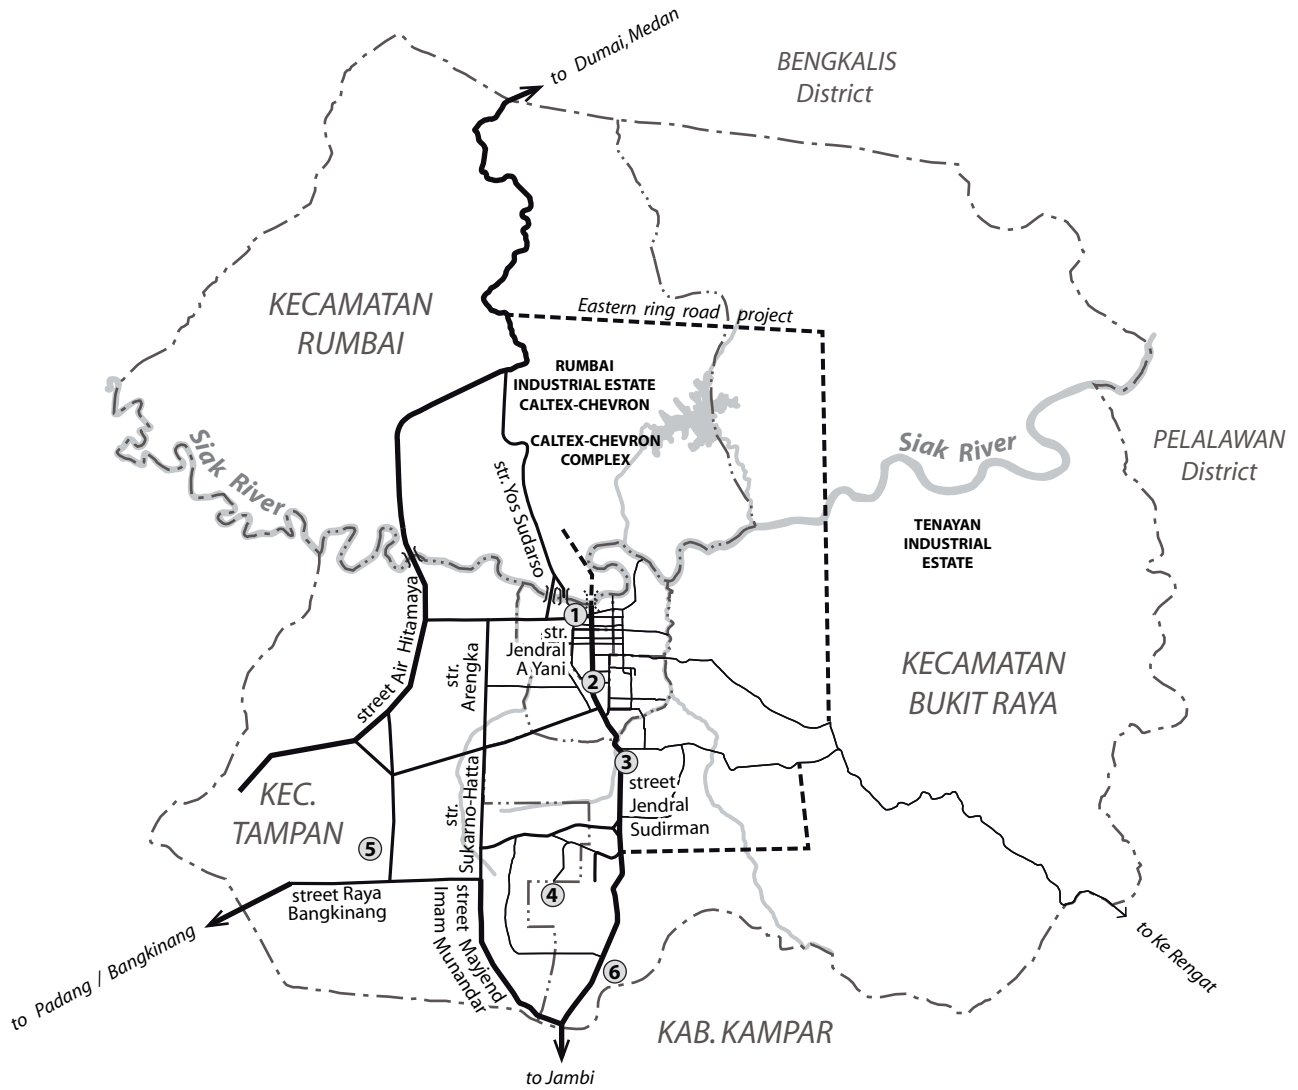 to Dumai, Medan
BENGKALIS
District
KECAMATAN
RUMBAI
Eastern ring road project
RUMBAI
INDUSTRIAL ESTATE
CALTEX-CHEVRON
CALTEX-CHEVRON
COMPLEX
Siak River
Siak River
PELALAWAN
District
str. Yos Sudarso
TENAYAN
INDUSTRIAL
ESTATE
street Air Hitamaya
1
str.
Jendral
A Yani
str.
Arengka
2
KECAMATAN
BUKIT RAYA
3
street
Jendral
Sudirman
KEC.
TAMPAN
str.
Sukarno-Hatta
5
4
street Raya
Bangkinang
street Mayjend
Imam Munandar
to Padang / Bangkinang
6
to Ke Rengat
KAB. KAMPAR
to Jambi